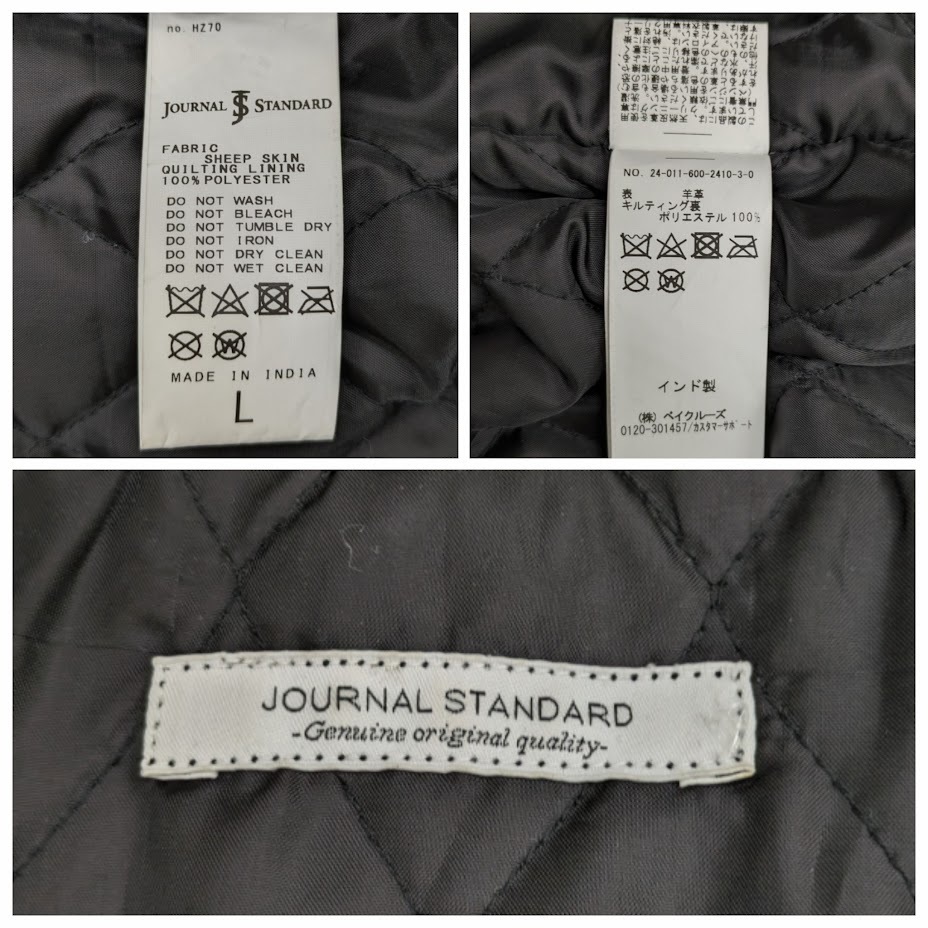 no. HZ70
JOURNAL JS STANDARD
FABRIC
SHEEP SKIN
QUILTING LINING
100% POLYESTER
DO NOT WASH
DO NOT BLEACH
DO NOT TUMBLE DRY
DO NOT IRON
DO NOT DRY CLEAN
DO NOT WET CLEAN
W
MADE IN INDIA
L
NO. 24-011-600-2410-3-0
表 羊革
キルティング裏
ポリエステル 100%
W
インド製
(株) ベイクルーズ
0120-301457/カスタマーサポート
JOURNAL STANDARD
-Genuine original quality-